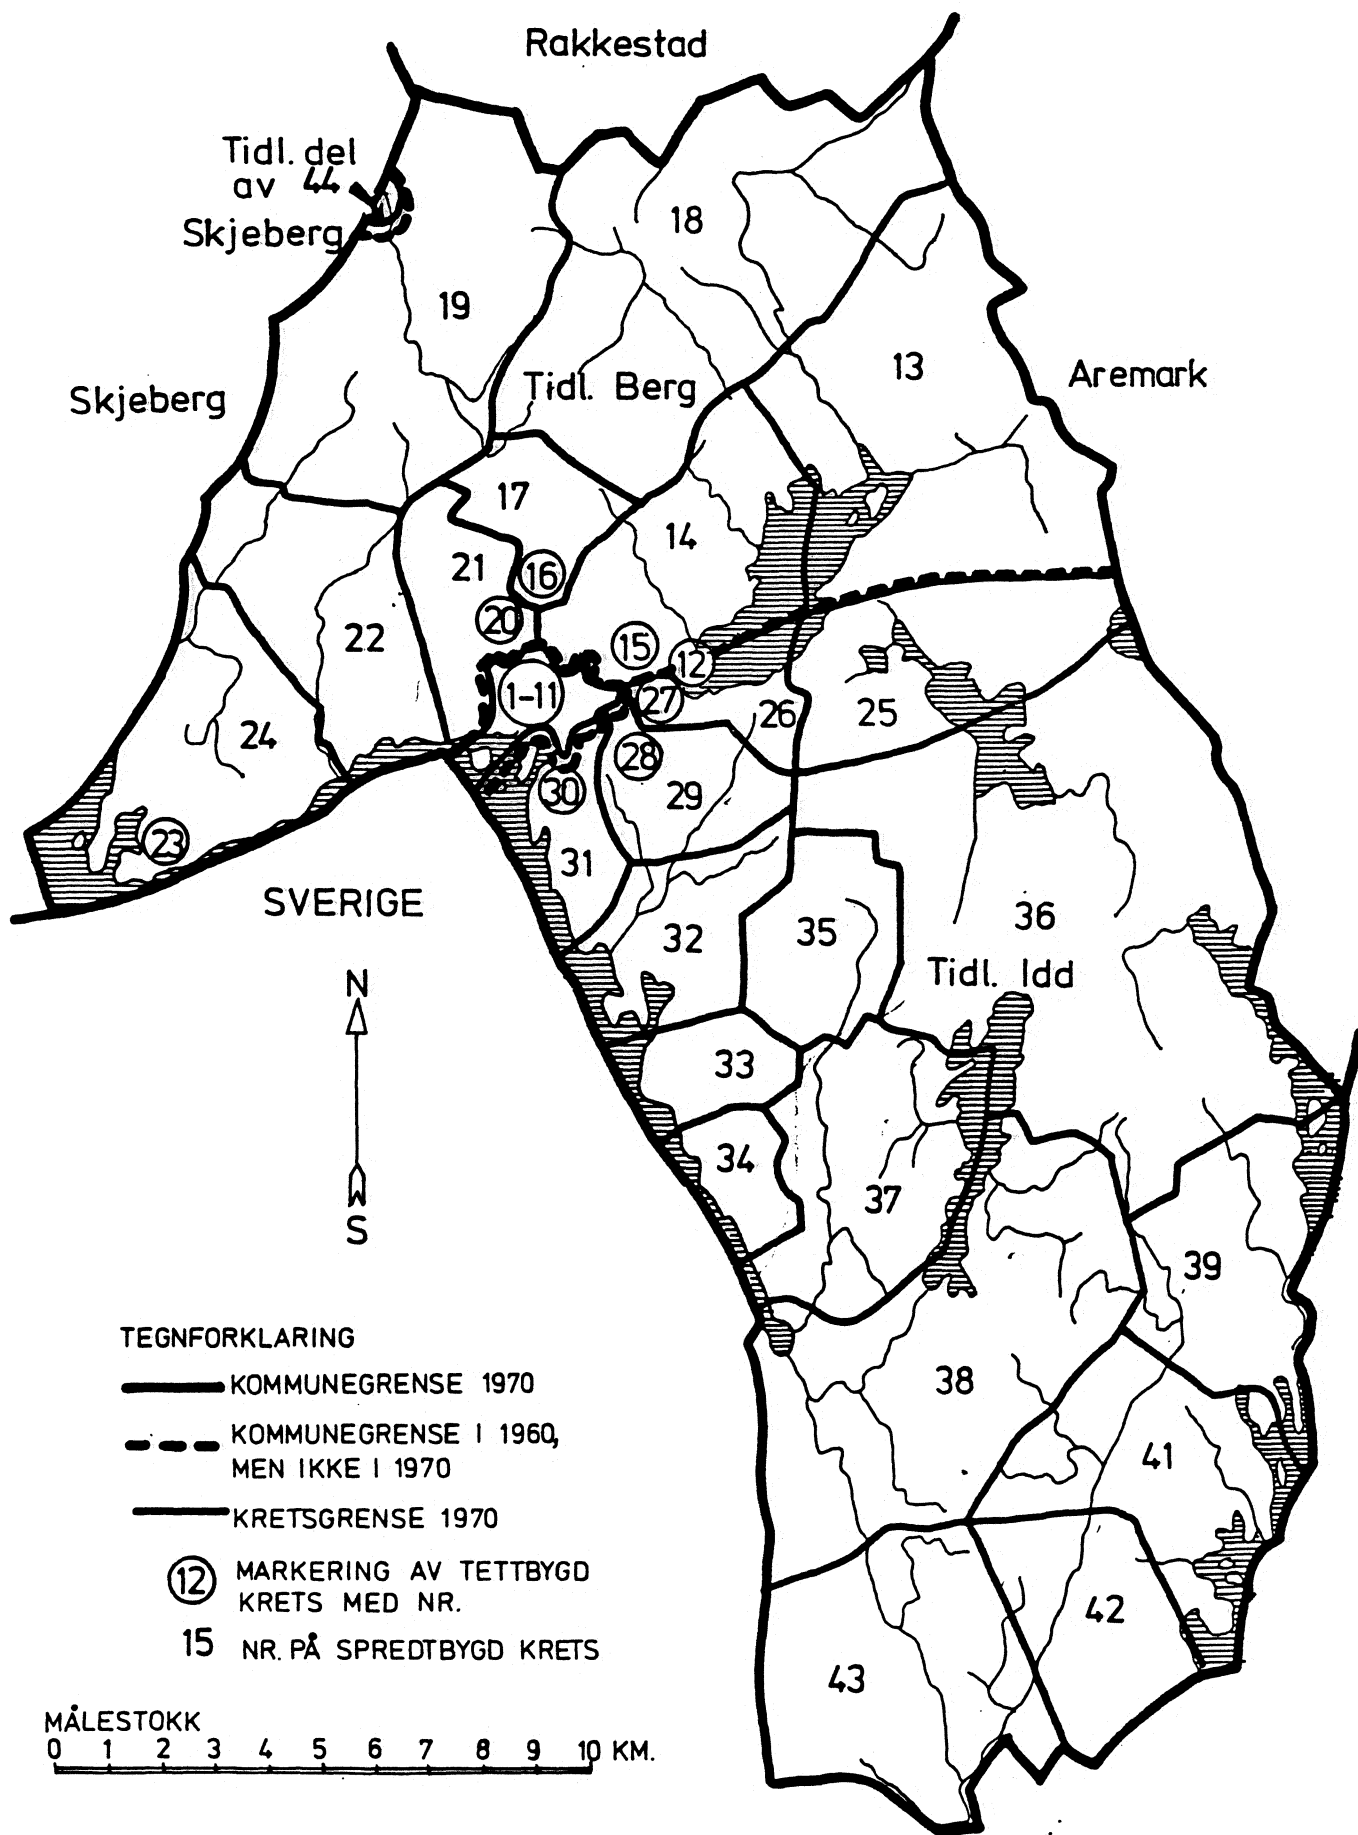 Rakkestad
Tidl. del
av 44
Skjeberg
18
19
13
Skjeberg
Tidl. Berg
Aremark
17
14
21
16
20
22
15
12
1-11
27
26
25
24
28
29
30
23
31
SVERIGE
32
35
36
Tidl. Idd
N
33
34
37
S
39
TEGNFORKLARING
KOMMUNEGRENSE 1970
38
KOMMUNEGRENSE I 1960,
MEN IKKE I 1970
41
KRETSGRENSE 1970
12 MARKERING AV TETTBYGD
KRETS MED NR.
42
15 NR. PÅ SPREDTBYGD KRETS
43
MÅLESTOKK
0 1 2 3 4 5 6 7 8 9 10 KM.